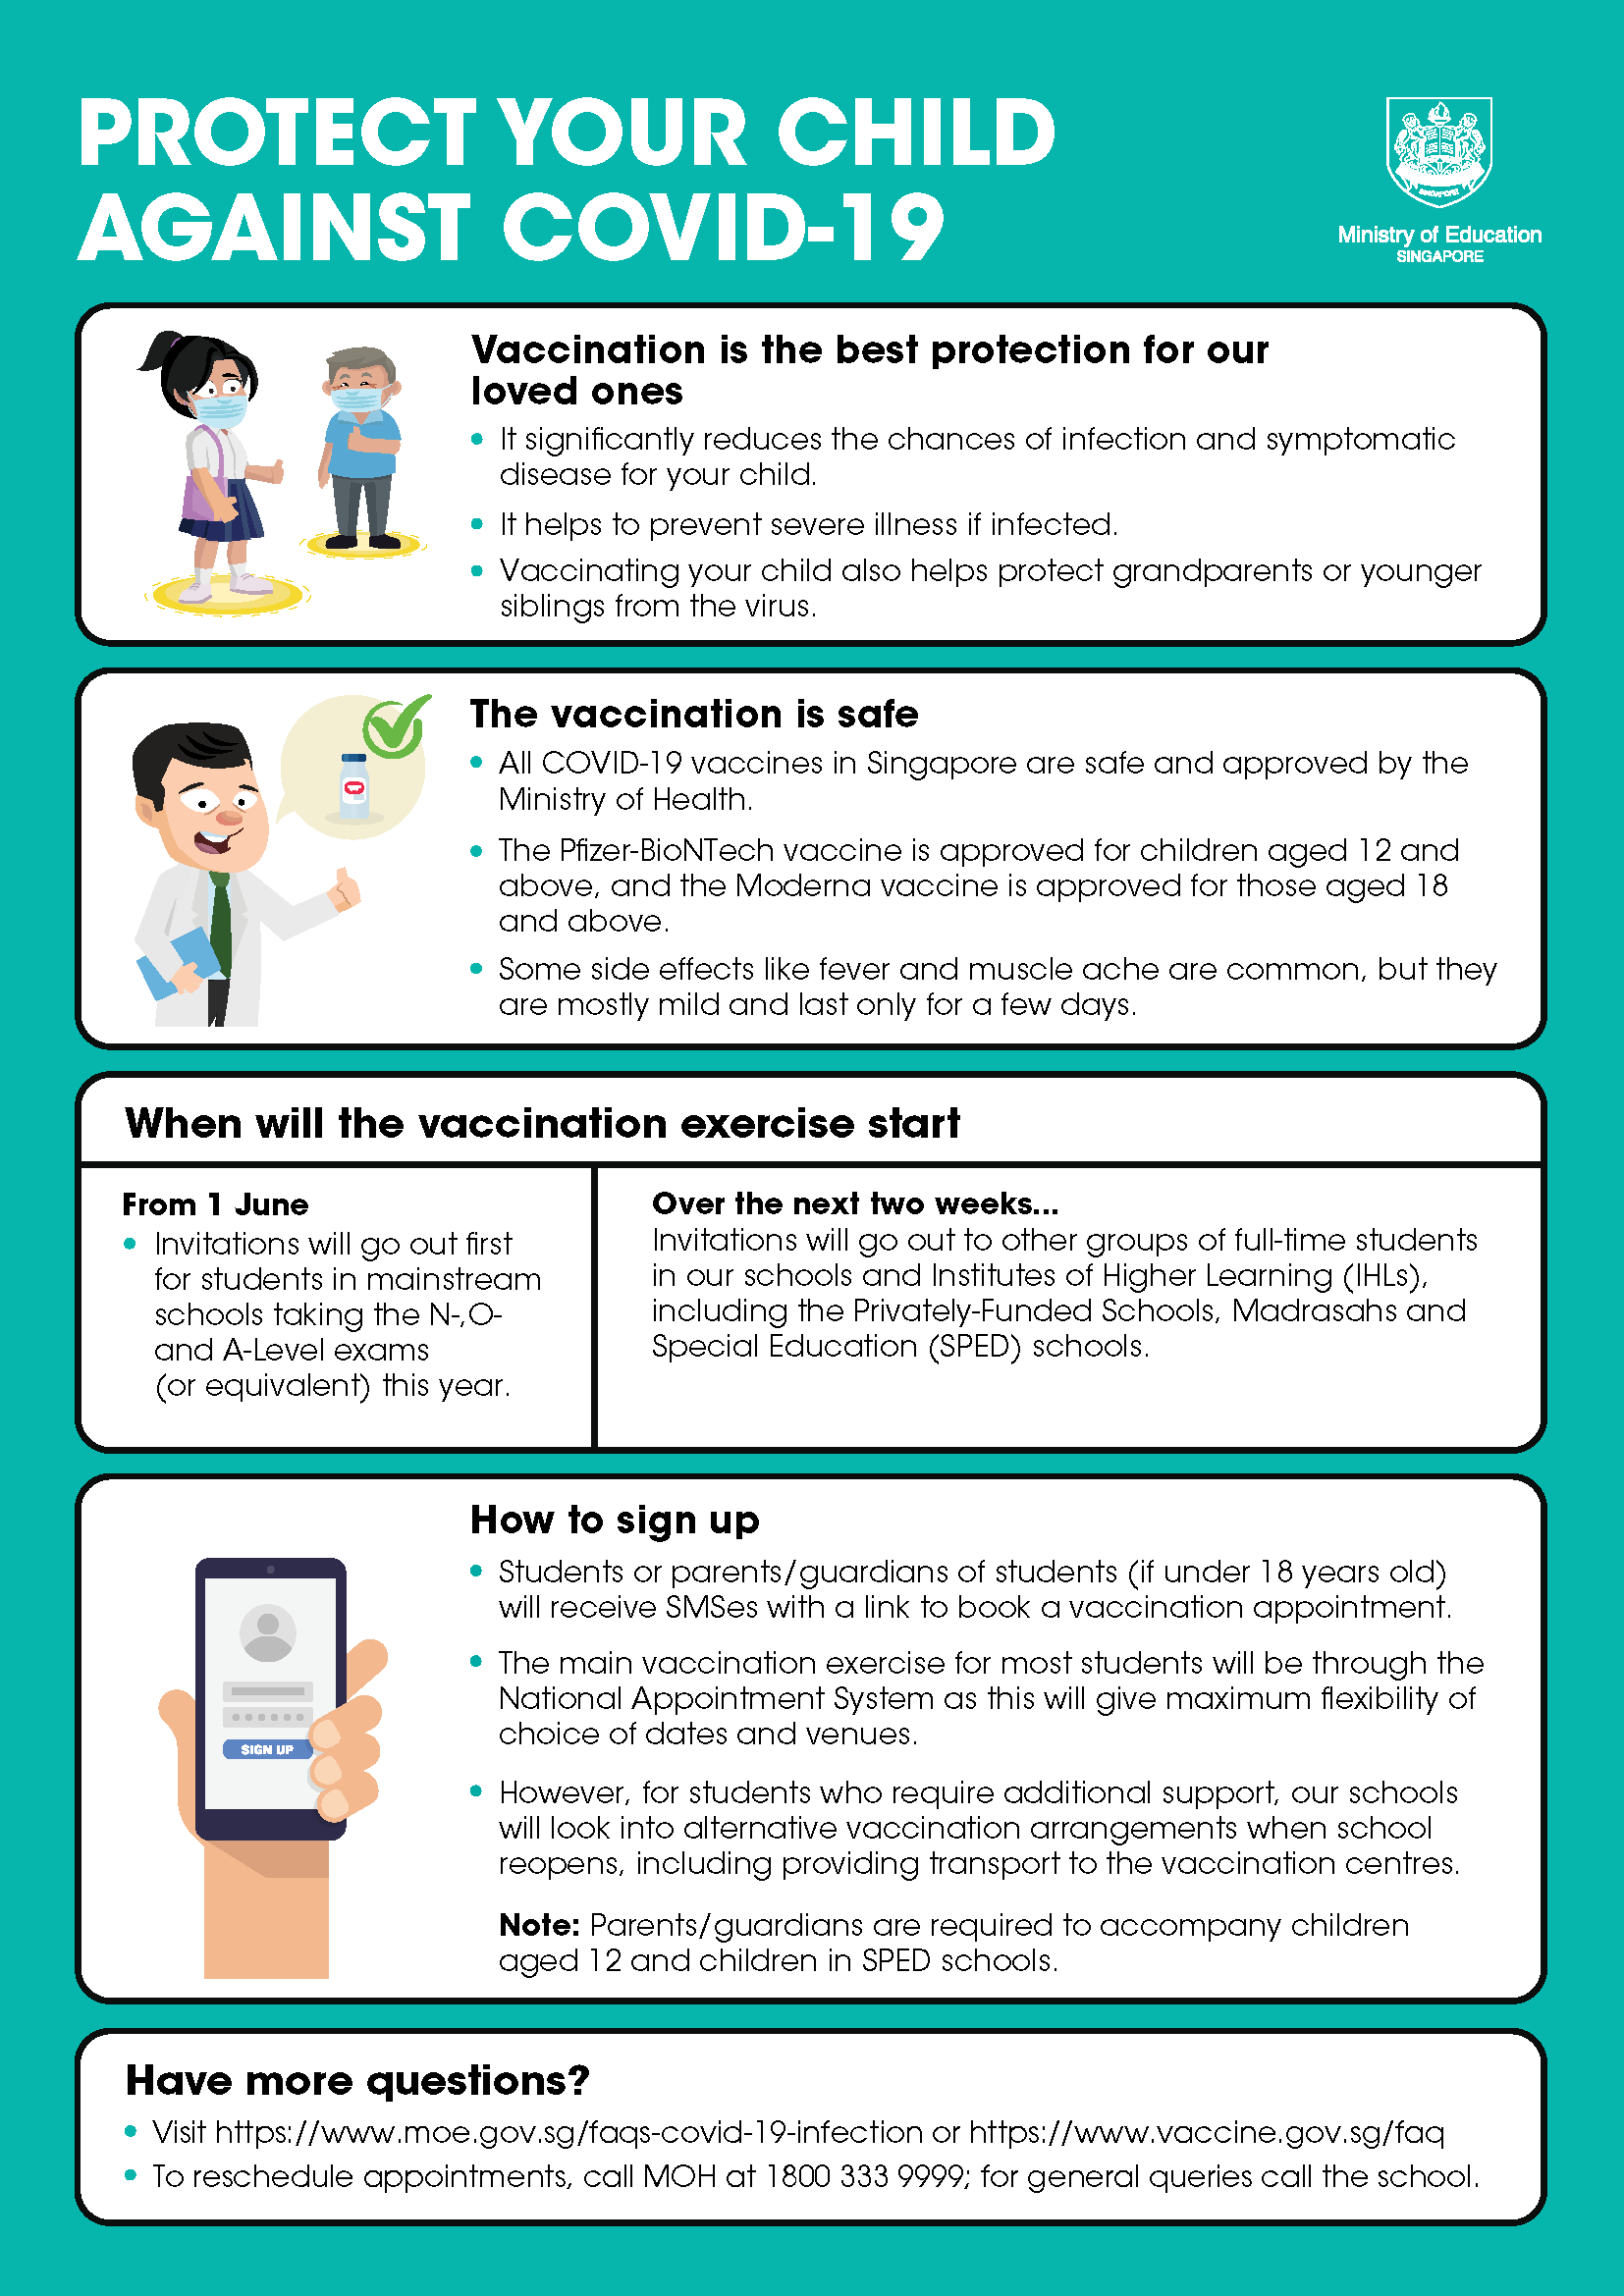 PROTECT YOUR CHILD
AGAINST COVID-19
SINGAPORE
Ministry of Education
SINGAPORE
Vaccination is the best protection for our
loved ones
• It significantly reduces the chances of infection and symptomatic
disease for your child.
• It helps to prevent severe illness if infected.
• Vaccinating your child also helps protect grandparents or younger
siblings from the virus.
The vaccination is safe
• All COVID-19 vaccines in Singapore are safe and approved by the
Ministry of Health.
• The Pfizer-BioNTech vaccine is approved for children aged 12 and
above, and the Moderna vaccine is approved for those aged 18
and above.
• Some side effects like fever and muscle ache are common, but they
are mostly mild and last only for a few days.
When will the vaccination exercise start
From 1 June
• Invitations will go out first
for students in mainstream
schools taking the N-,O-
and A-Level exams
(or equivalent) this year.
Over the next two weeks...
Invitations will go out to other groups of full-time students
in our schools and Institutes of Higher Learning (IHLs),
including the Privately-Funded Schools, Madrasahs and
Special Education (SPED) schools.
SIGN UP
How to sign up
• Students or parents/guardians of students (if under 18 years old)
will receive SMSes with a link to book a vaccination appointment.
• The main vaccination exercise for most students will be through the
National Appointment System as this will give maximum flexibility of
choice of dates and venues.
• However, for students who require additional support, our schools
will look into alternative vaccination arrangements when school
reopens, including providing transport to the vaccination centres.
Note: Parents/guardians are required to accompany children
aged 12 and children in SPED schools.
Have more questions?
• Visit https://www.moe.gov.sg/faqs-covid-19-infection or https://www.vaccine.gov.sg/faq
• To reschedule appointments, call MOH at 1800 333 9999; for general queries call the school.